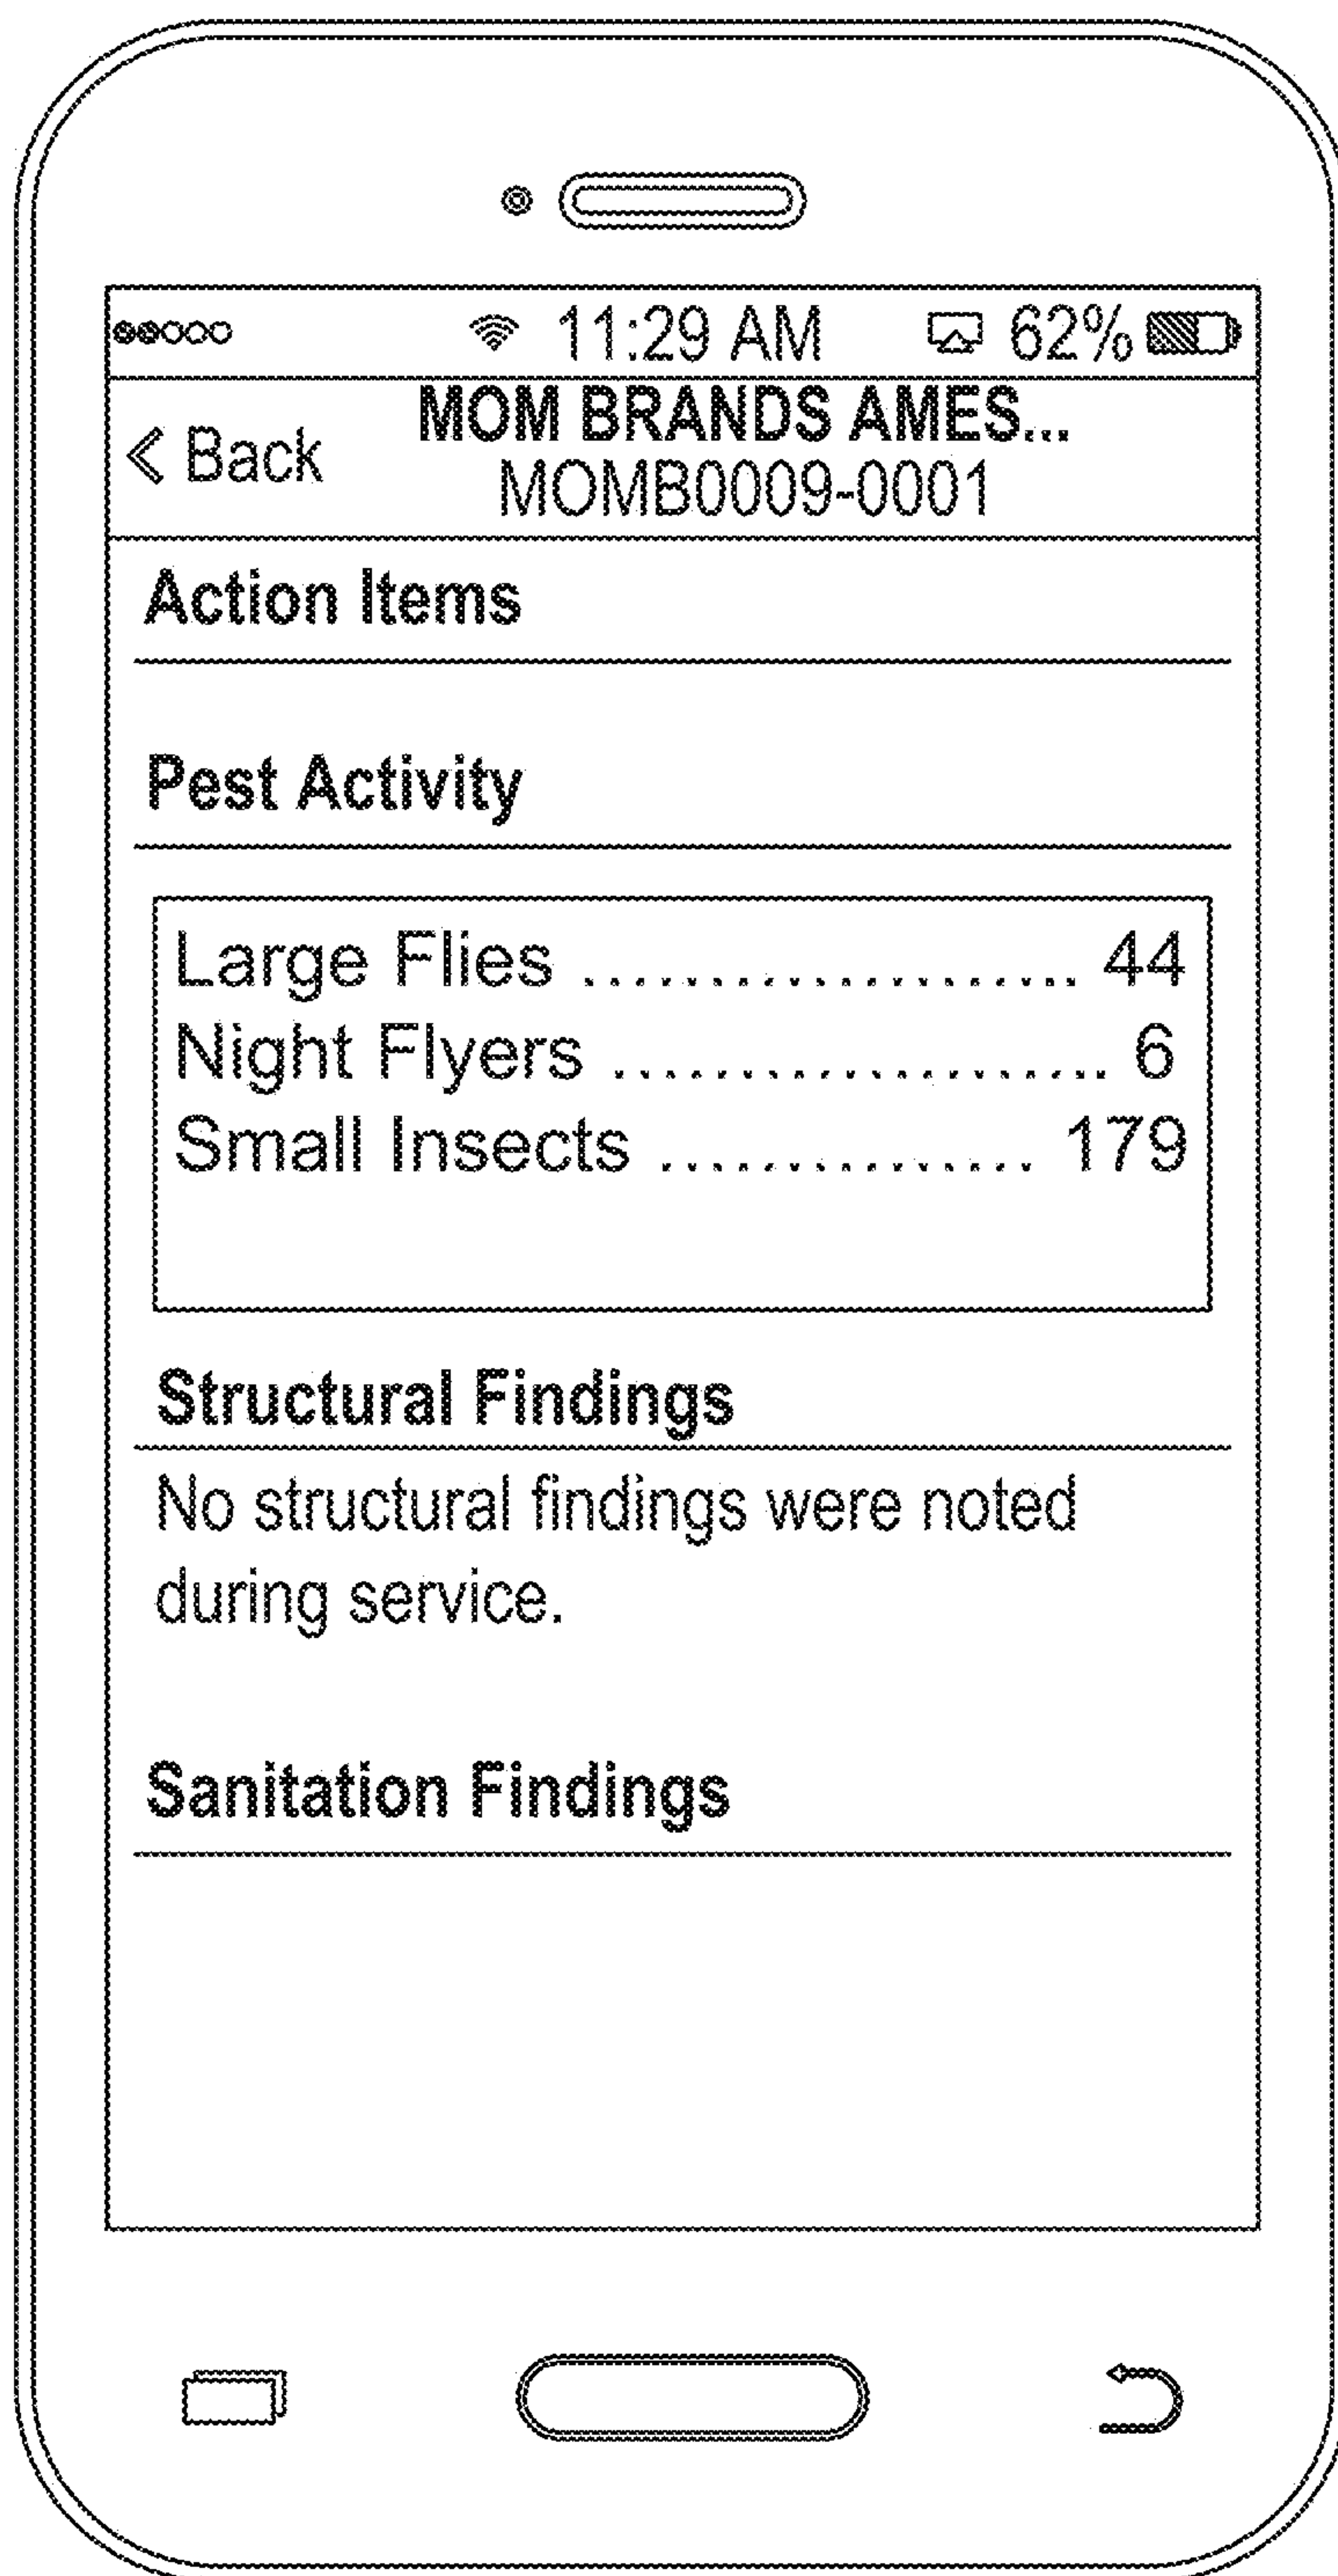 11:29 AM 62%
< Back
MOM BRANDS AMES...
MOMB0009-0001
Action Items
Pest Activity
Large Flies .................... 44
Night Flyers .................... 6
Small Insects ............... 179
Structural Findings
No structural findings were noted
during service.
Sanitation Findings